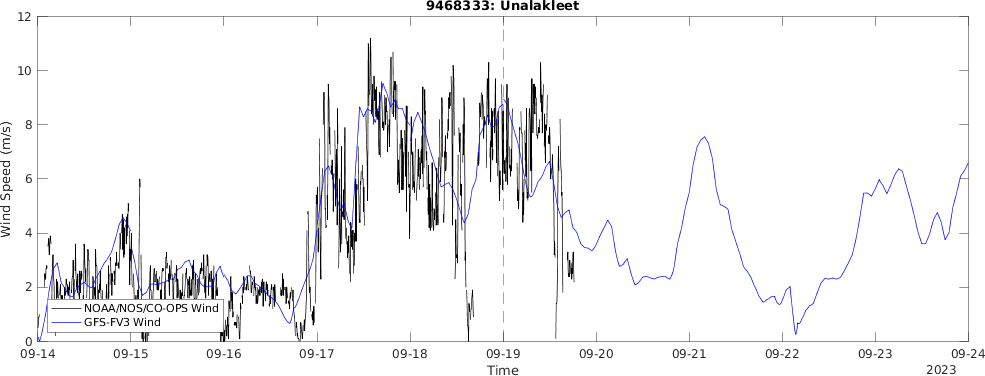 9468333: Unalakleet
Wind Speed (m/s)
12
10
8
6
4
2
0
NOAA/NOS/CO-OPS Wind
GFS-FV3 Wind
09-14 09-15 09-16 09-17 09-18 09-19 09-20 09-21 09-22 09-23 09-24
Time
2023